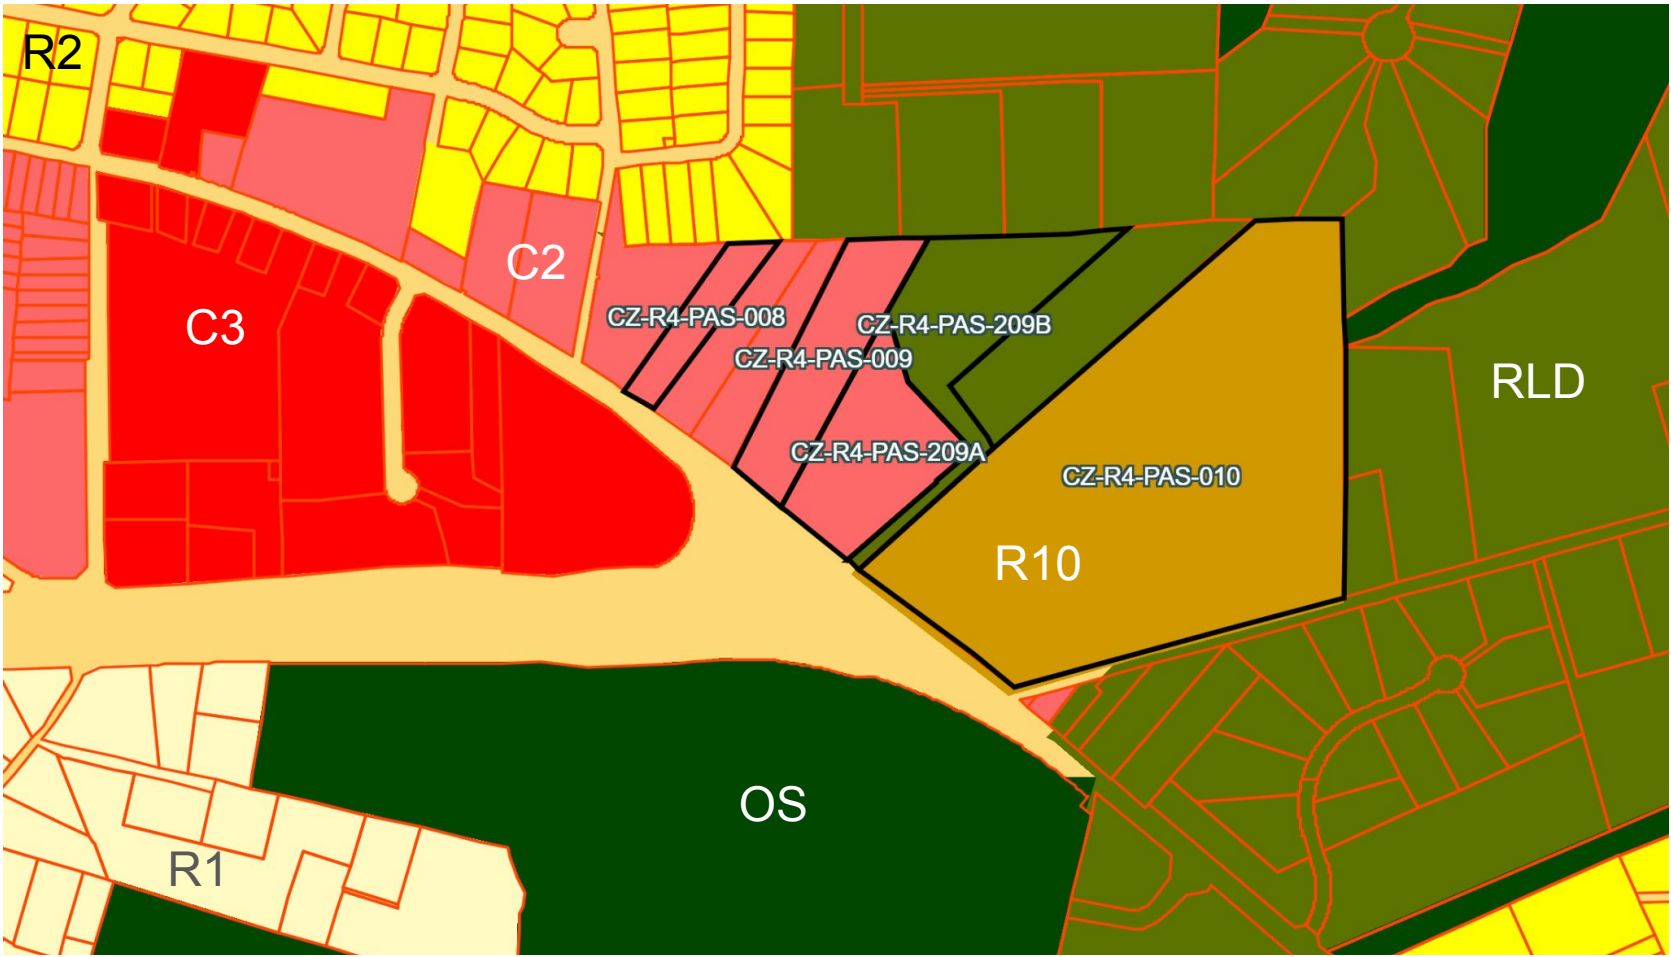 R2
C2
C3
CZ-R4-PAS-008
CZ-R4-PAS-209B
CZ-R4-PAS-009
RLD
CZ-R4-PAS-209A
CZ-R4-PAS-010
R10
OS
R1